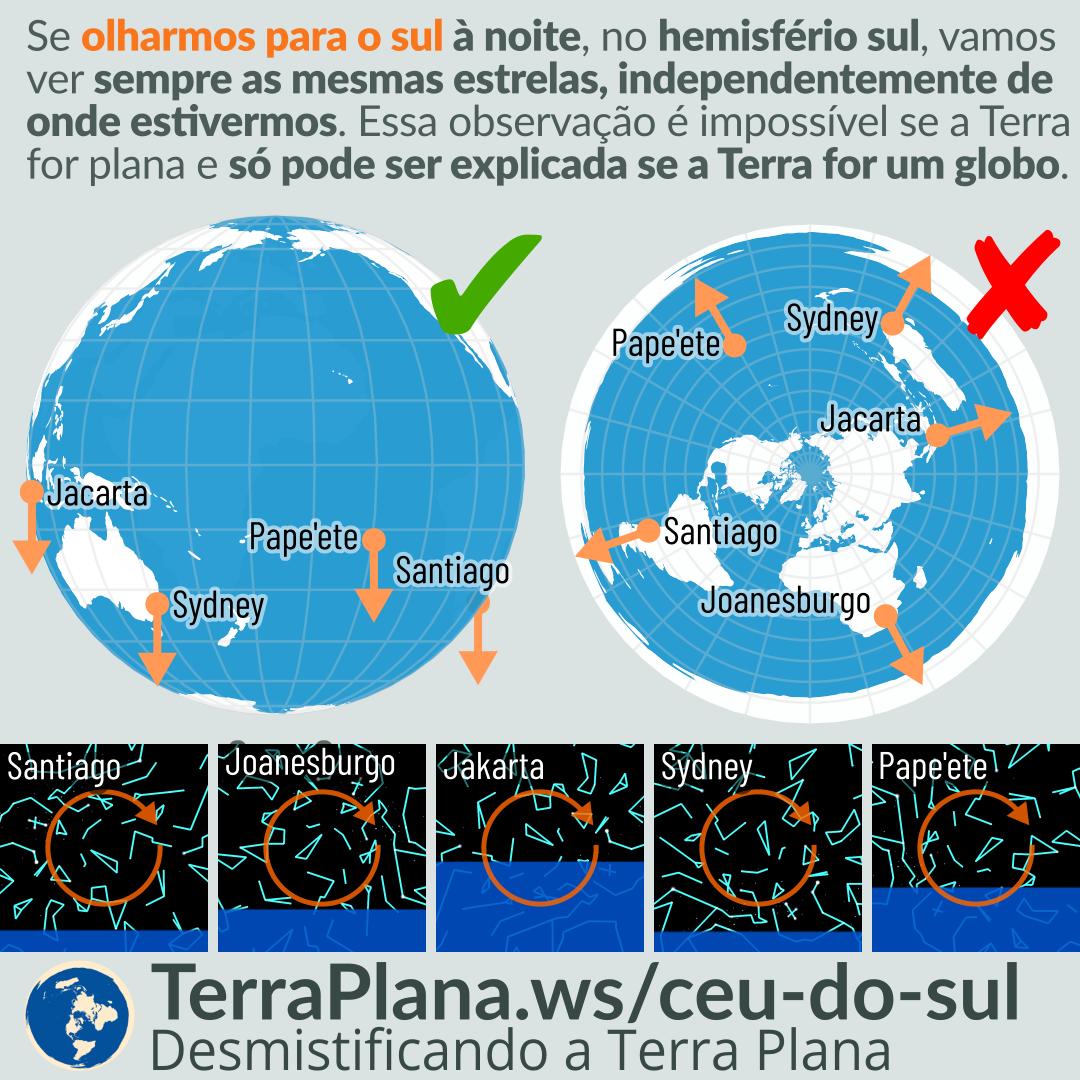 Se olharmos para o sul à noite, no hemisfério sul, vamos
ver sempre as mesmas estrelas, independentemente de
onde estivermos. Essa observação é impossível se a Terra
for plana e só pode ser explicada se a Terra for um globo.
Jacarta
Pape'ete
Santiago
Sydney
Pape'ete
Sydney
Jacarta
Santiago
Joanesburgo
Santiago
Joanesburgo
Jakarta
Sydney
Pape'ete
TerraPlana.ws/ceu-do-sul
Desmistificando a Terra Plana